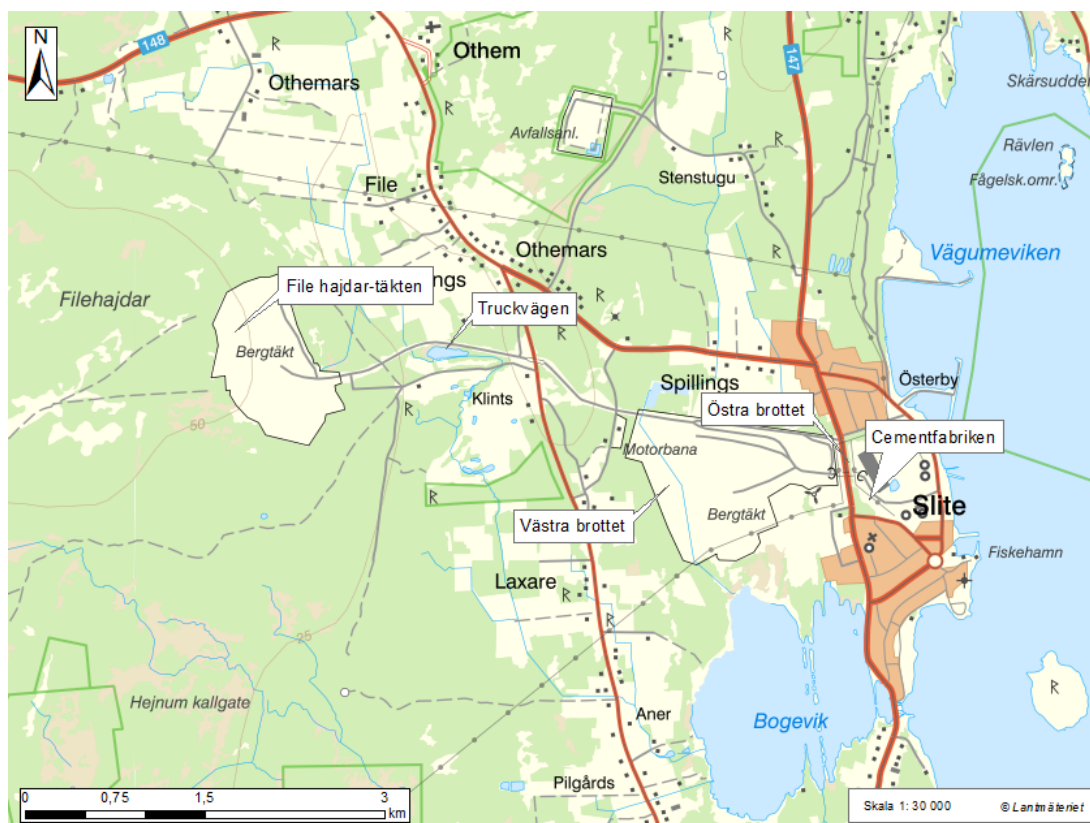 N
148
Othem
147
Othemars
Skärsudden
Avfallsanl.
Rävlen
Stenstugu
Fågelsk.omr.
File
Othemars
Vägumeviken
File hajdar-täkten
ngs
Filehajdar
Truckvägen
Bergtäkt
Spillings
Österby
Klints
Östra brottet
50
Cementfabriken
Motorbana
Slite
Bergtäkt
Västra brottet
Fiskehamn
Laxare
25
Hejnum kallgate
Aner
Bogevik
Pilgårds
0 0,75 1,5 3
km
Skala 1: 30 000 © Lantmäteriet